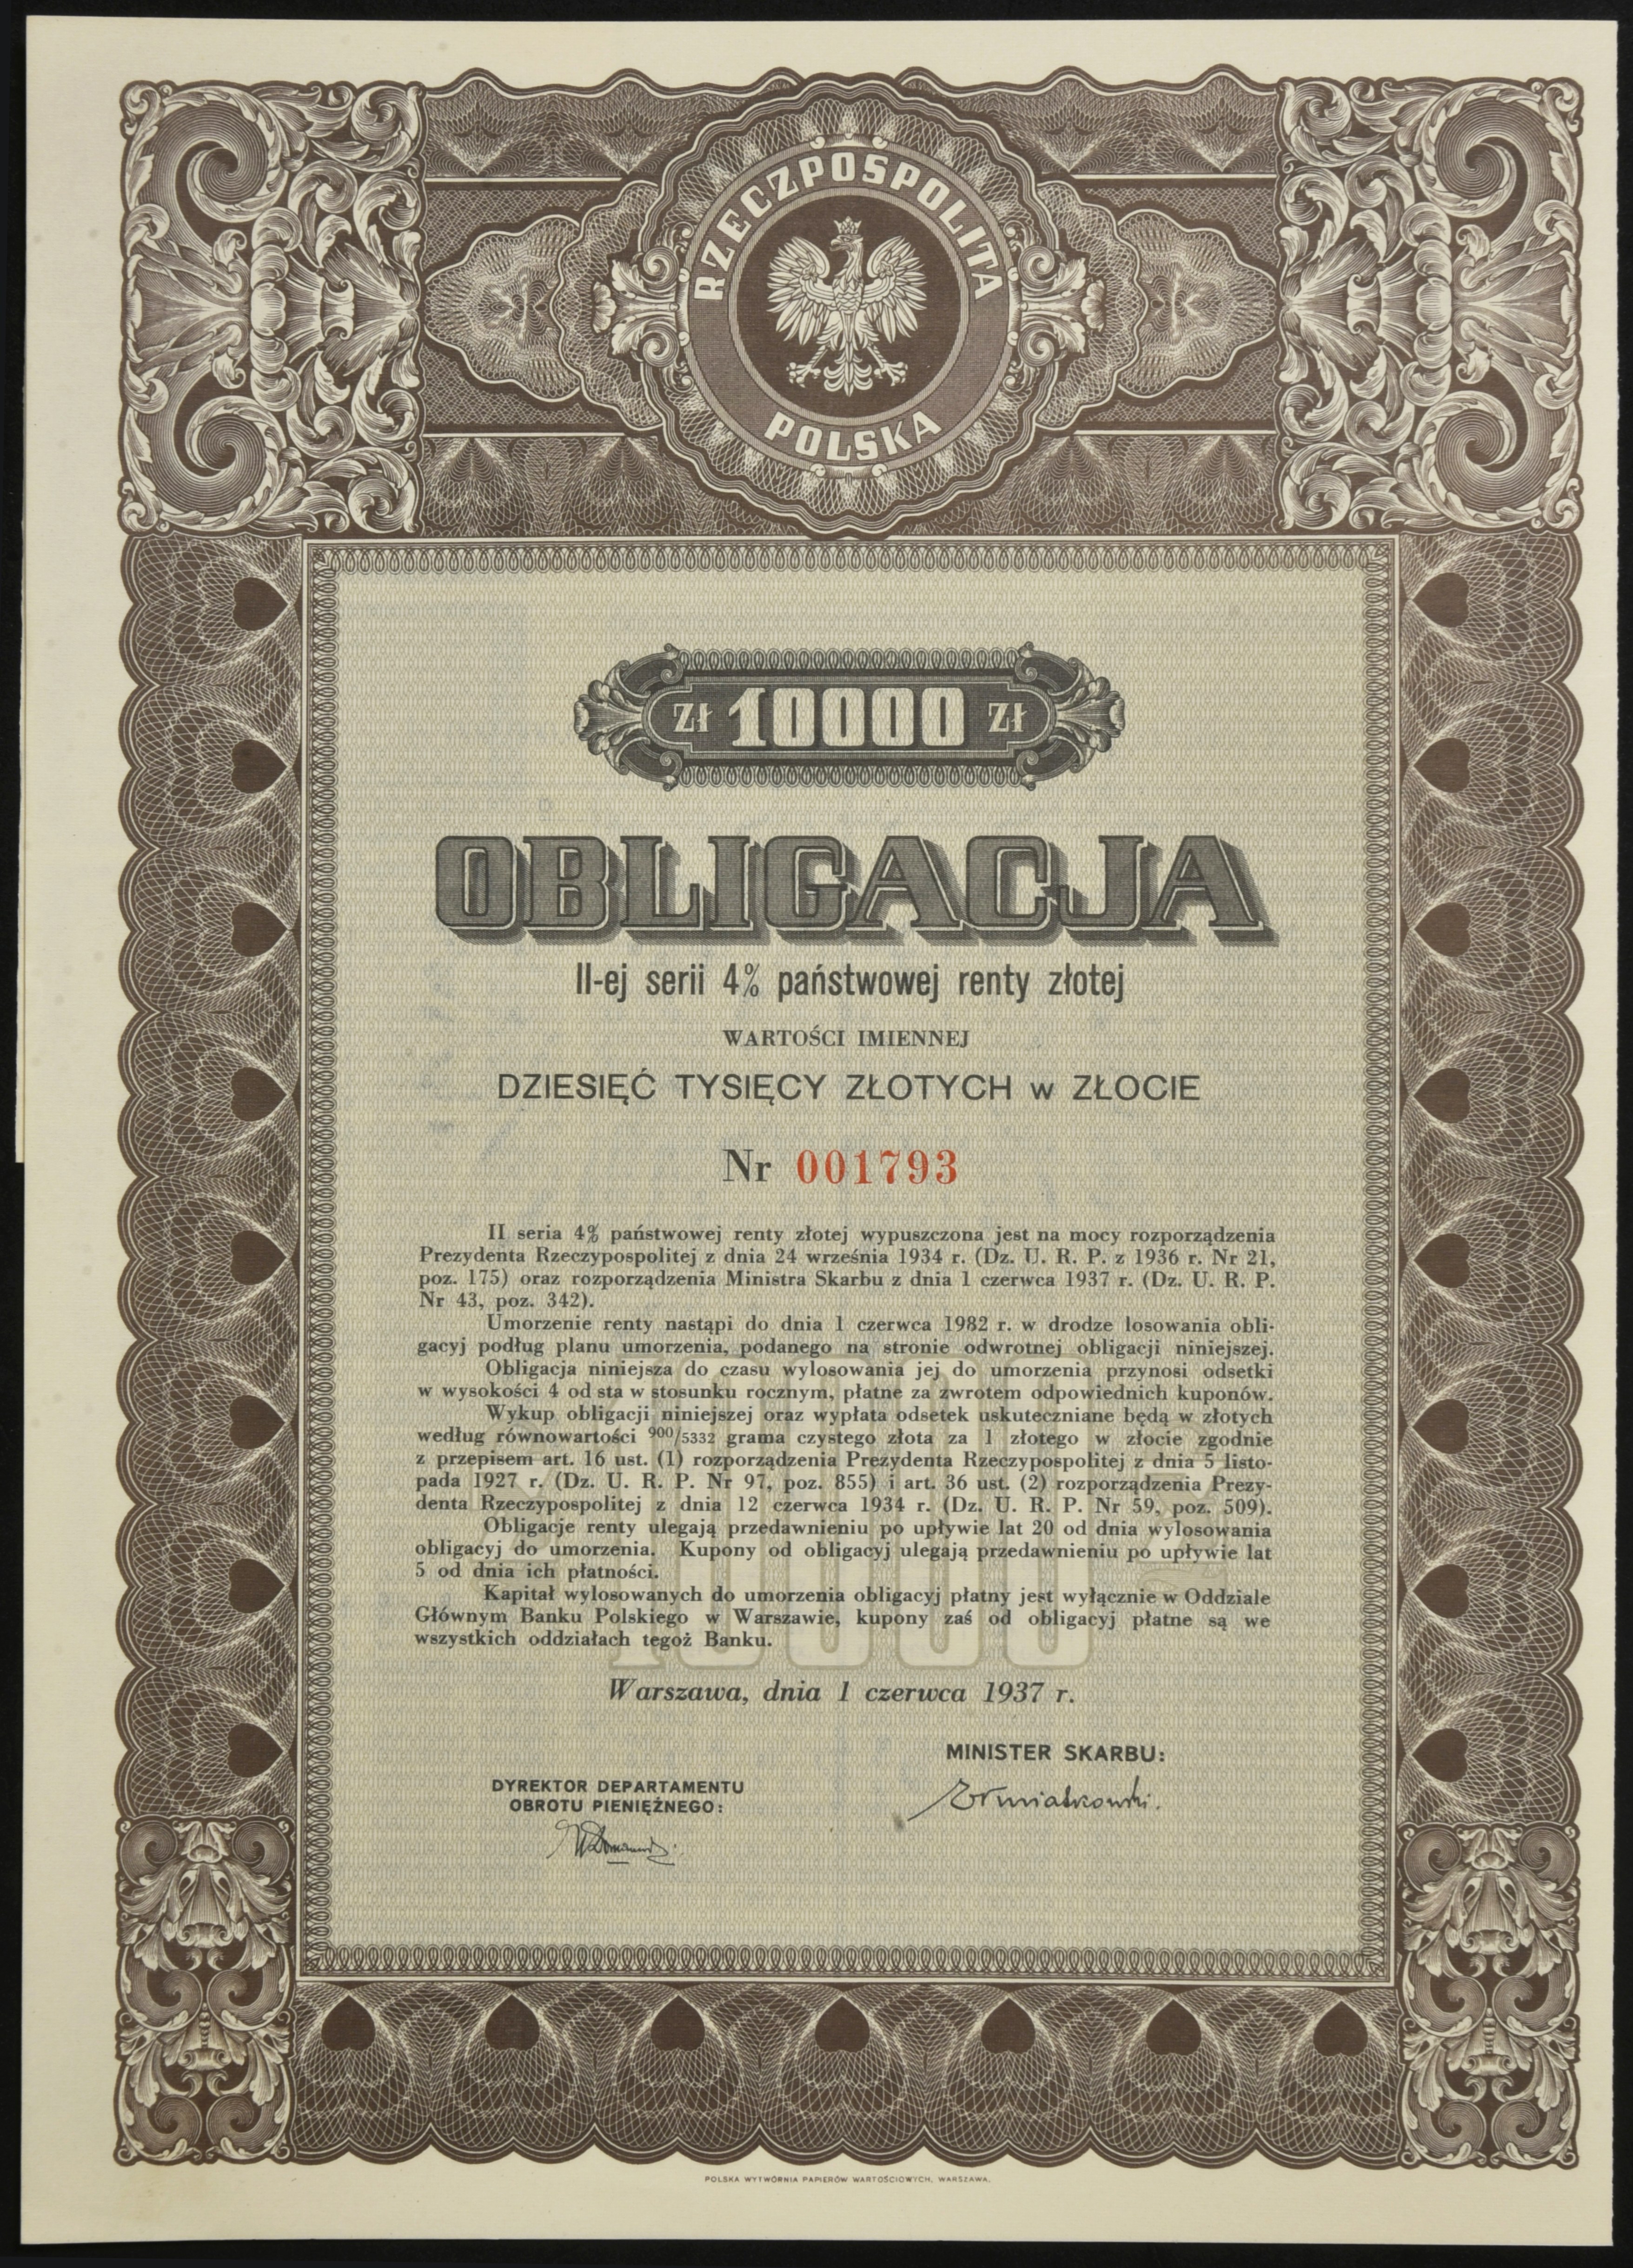 RZECZPOSPOLITA
POLSKA
Zł 10000 Zł
OBLIGACJA
II-ej serii 4% państwowej renty złotej
WARTOŚCI IMIENNEJ
DZIESIĘĆ TYSIĘCY ZŁOTYCH w ZŁOCIE
Nr 001793
II seria 4% państwowej renty złotej wypuszczona jest na mocy rozporządzenia
Prezydenta Rzeczypospolitej z dnia 24 września 1934 r. (Dz. U. R. P. z 1936 r. Nr 21,
poz. 175) oraz rozporządzenia Ministra Skarbu z dnia 1 czerwca 1937 r. (Dz. U. R. P.
Nr 43, poz. 342).
Umorzenie renty nastąpi do dnia 1 czerwca 1982 r. w drodze losowania obli-
gacyj podług planu umorzenia, podanego na stronie odwrotnej obligacji niniejszej.
Obligacja niniejsza do czasu wylosowania jej do umorzenia przynosi odsetki
w wysokości 4 od sta w stosunku rocznym, płatne za zwrotem odpowiednich kuponów.
Wykup obligacji niniejszej oraz wypłata odsetek uskuteczniane będą w złotych
według równowartości 900/5332 grama czystego złota za 1 złotego w złocie zgodnie
z przepisem art. 16 ust. (1) rozporządzenia Prezydenta Rzeczypospolitej z dnia 5 listo-
pada 1927 r. (Dz. U. R. P. Nr 97, poz. 855) i art. 36 ust. (2) rozporządzenia Prezy-
denta Rzeczypospolitej z dnia 12 czerwca 1934 r. (Dz. U. R. P. Nr 59, poz. 509).
Obligacje renty ulegają przedawnieniu po upływie lat 20 od dnia wylosowania
obligacyj do umorzenia. Kupony od obligacyj ulegają przedawnieniu po upływie lat
5 od dnia ich płatności.
Kapitał wylosowanych do umorzenia obligacyj płatny jest wyłącznie w Oddziale
Głównym Banku Polskiego w Warszawie, kupony zaś od obligacyj płatne są we
wszystkich oddziałach tegoż Banku.
10000
Warszawa, dnia 1 czerwca 1937 r.
MINISTER SKARBU:
DYREKTOR DEPARTAMENTU
OBROTU PIENIĘŻNEGO:
POLSKA WYTWÓRNIA PAPIERÓW WARTOŚCIOWYCH, WARSZAWA.